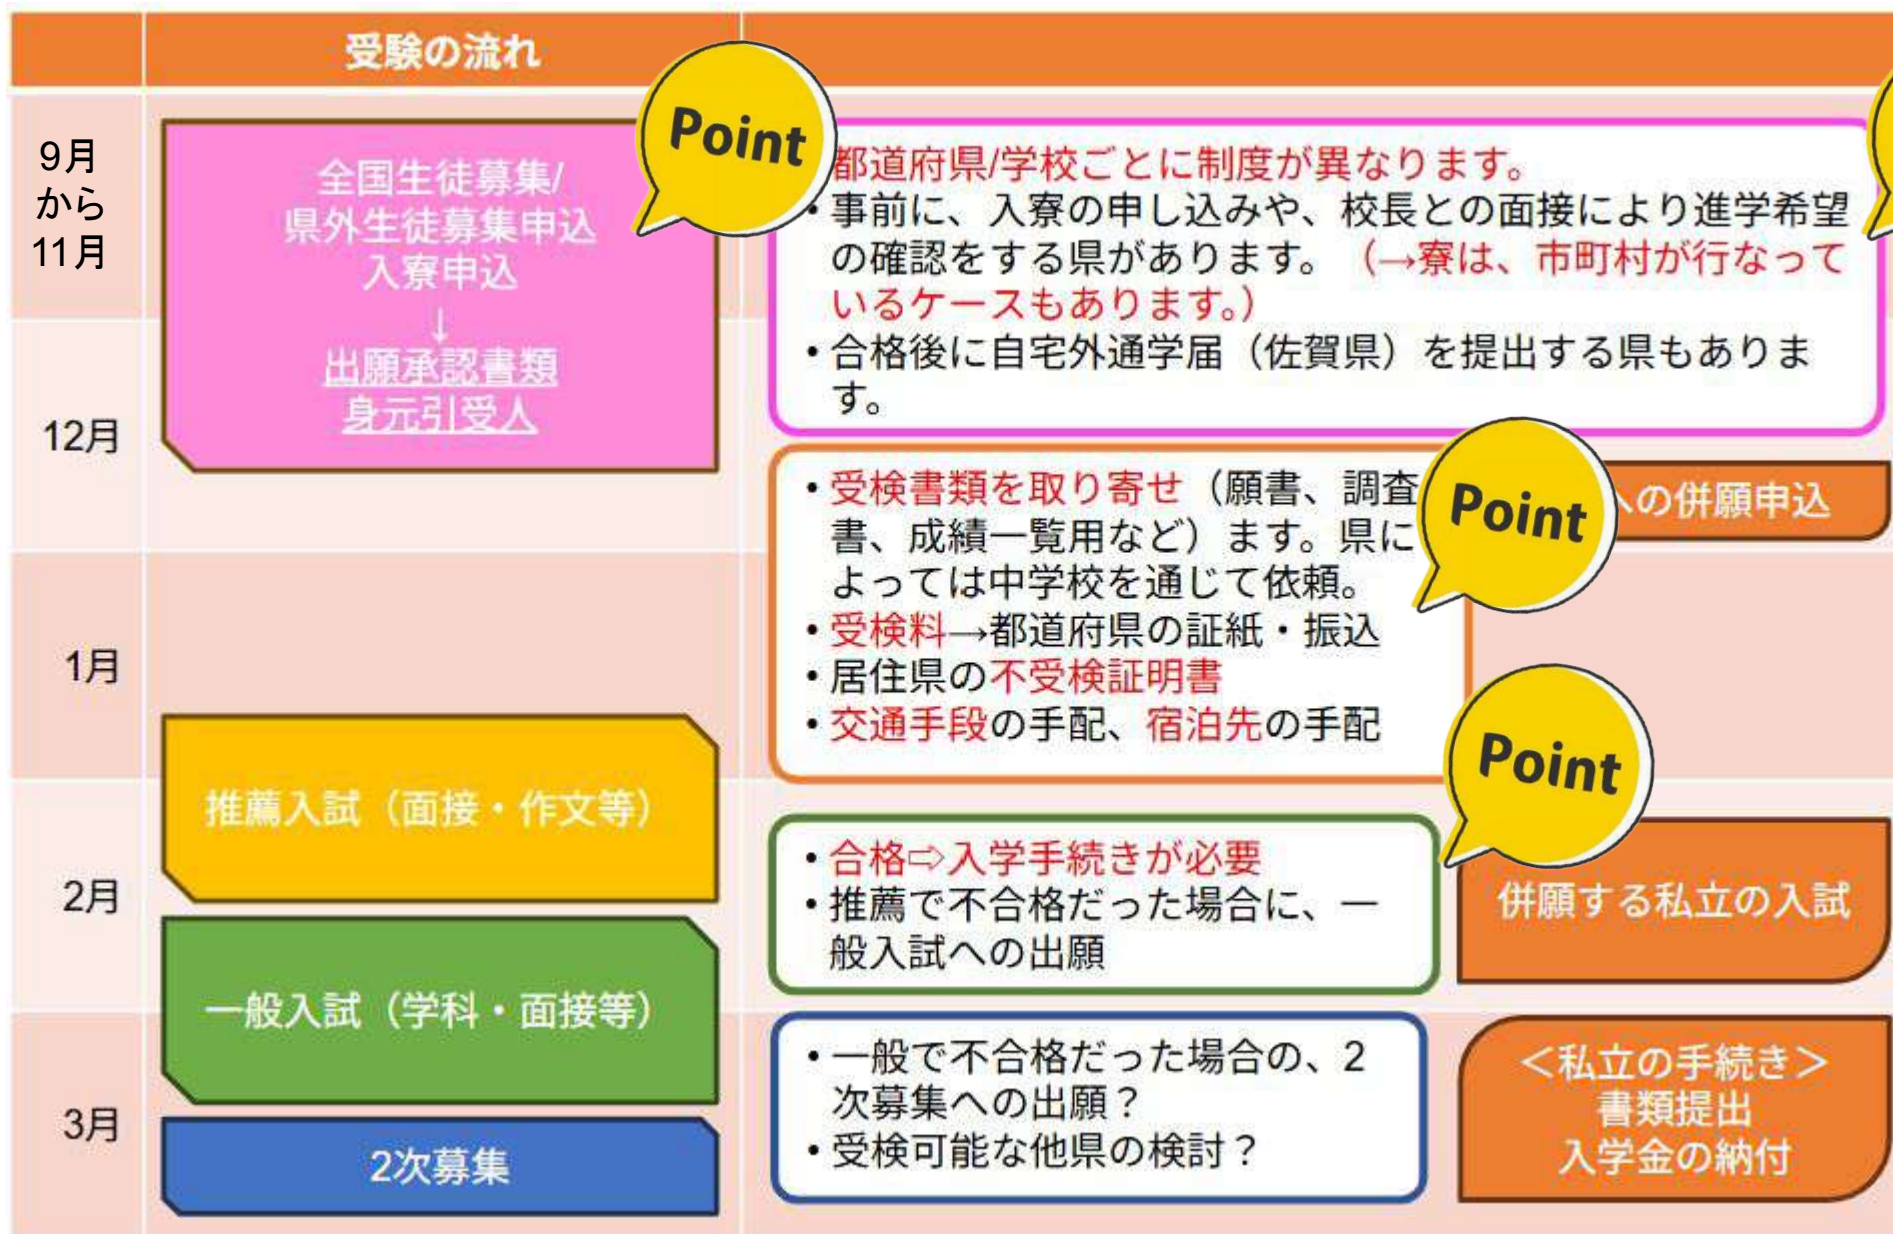 受験の流れ
9月
から
11月
全国生徒募集/
県外生徒募集申込
入寮申込
↓
出願承認書類
身元引受人
Point
都道府県/学校ごとに制度が異なります。
• 事前に、入寮の申し込みや、校長との面接により進学希望
の確認をする県があります。（→寮は、市町村が行なって
いるケースもあります。）
• 合格後に自宅外通学届（佐賀県）を提出する県もありま
す。
12月
• 受検書類を取り寄せ（願書、調査
書、成績一覧用など）ます。県に
よっては中学校を通じて依頼。
• 受検料→都道府県の証紙・振込
• 居住県の不受検証明書
• 交通手段の手配、宿泊先の手配
Point
への併願申込
1月
推薦入試（面接・作文等）
Point
2月
• 合格⇨入学手続きが必要
• 推薦で不合格だった場合に、一
般入試への出願
併願する私立の入試
一般入試（学科・面接等）
3月
• 一般で不合格だった場合の、2
次募集への出願？
• 受検可能な他県の検討？
＜私立の手続き＞
書類提出
入学金の納付
2次募集